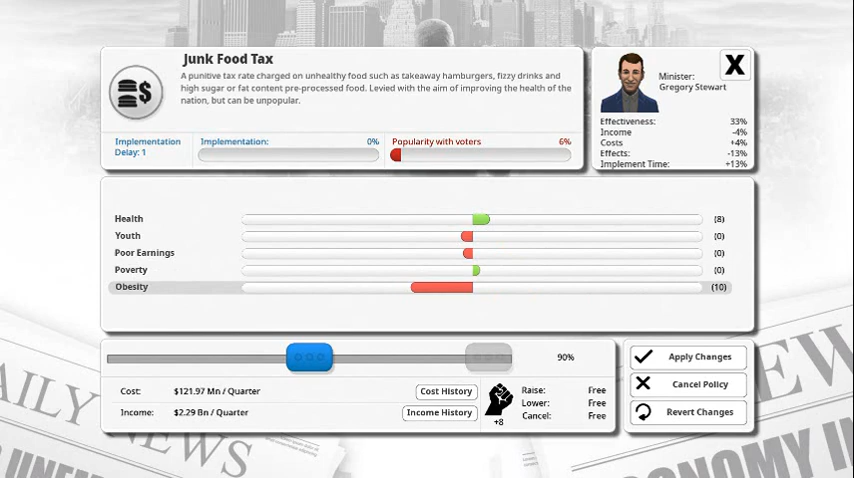 Junk Food Tax
A punitive tax rate charged on unhealthy food such as takeaway hamburgers, fizzy drinks and
high sugar or fat content pre-processed food. Levied with the aim of improving the health of the
nation, but can be unpopular.
Implementation
Delay: 1
Implementation: 0%
Popularity with voters 6%
Minister:
Gregory Stewart
X
Effectiveness: 33%
Income -4%
Costs +4%
Effects: -13%
Implement Time: +13%
Health (8)
Youth (0)
Poor Earnings (0)
Poverty (0)
Obesity (10)
90%
Cost: $121.97 Mn / Quarter Cost History
Income: $2.29 Bn / Quarter Income History
+8
Raise: Free
Lower: Free
Cancel: Free
Apply Changes
Cancel Policy
Revert Changes
AILY NEWS
NEW
ONOMY IN